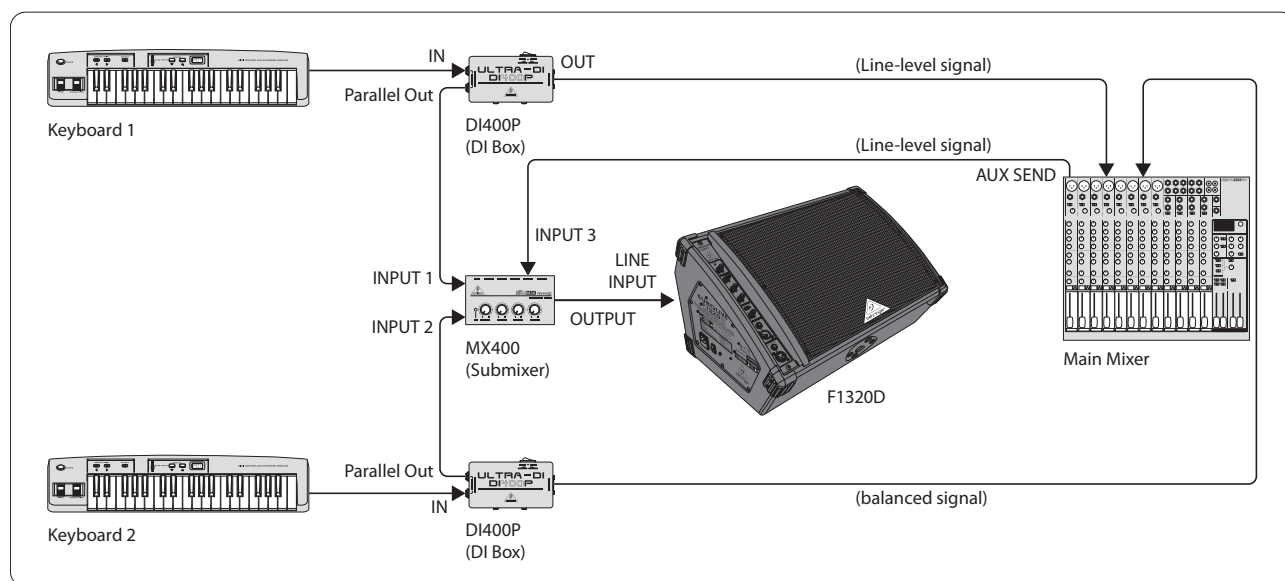 IN
OUT
(Line-level signal)
ULTRA-DI
DI400P
Parallel Out
Keyboard 1
DI400P
(DI Box)
(Line-level signal)
AUX SEND
INPUT 3
LINE
INPUT
INPUT 1
OUTPUT
INPUT 2
MX400
(Submixer)
Main Mixer
F1320D
Parallel Out
ULTRA-DI
DI400P
(balanced signal)
IN
Keyboard 2
DI400P
(DI Box)